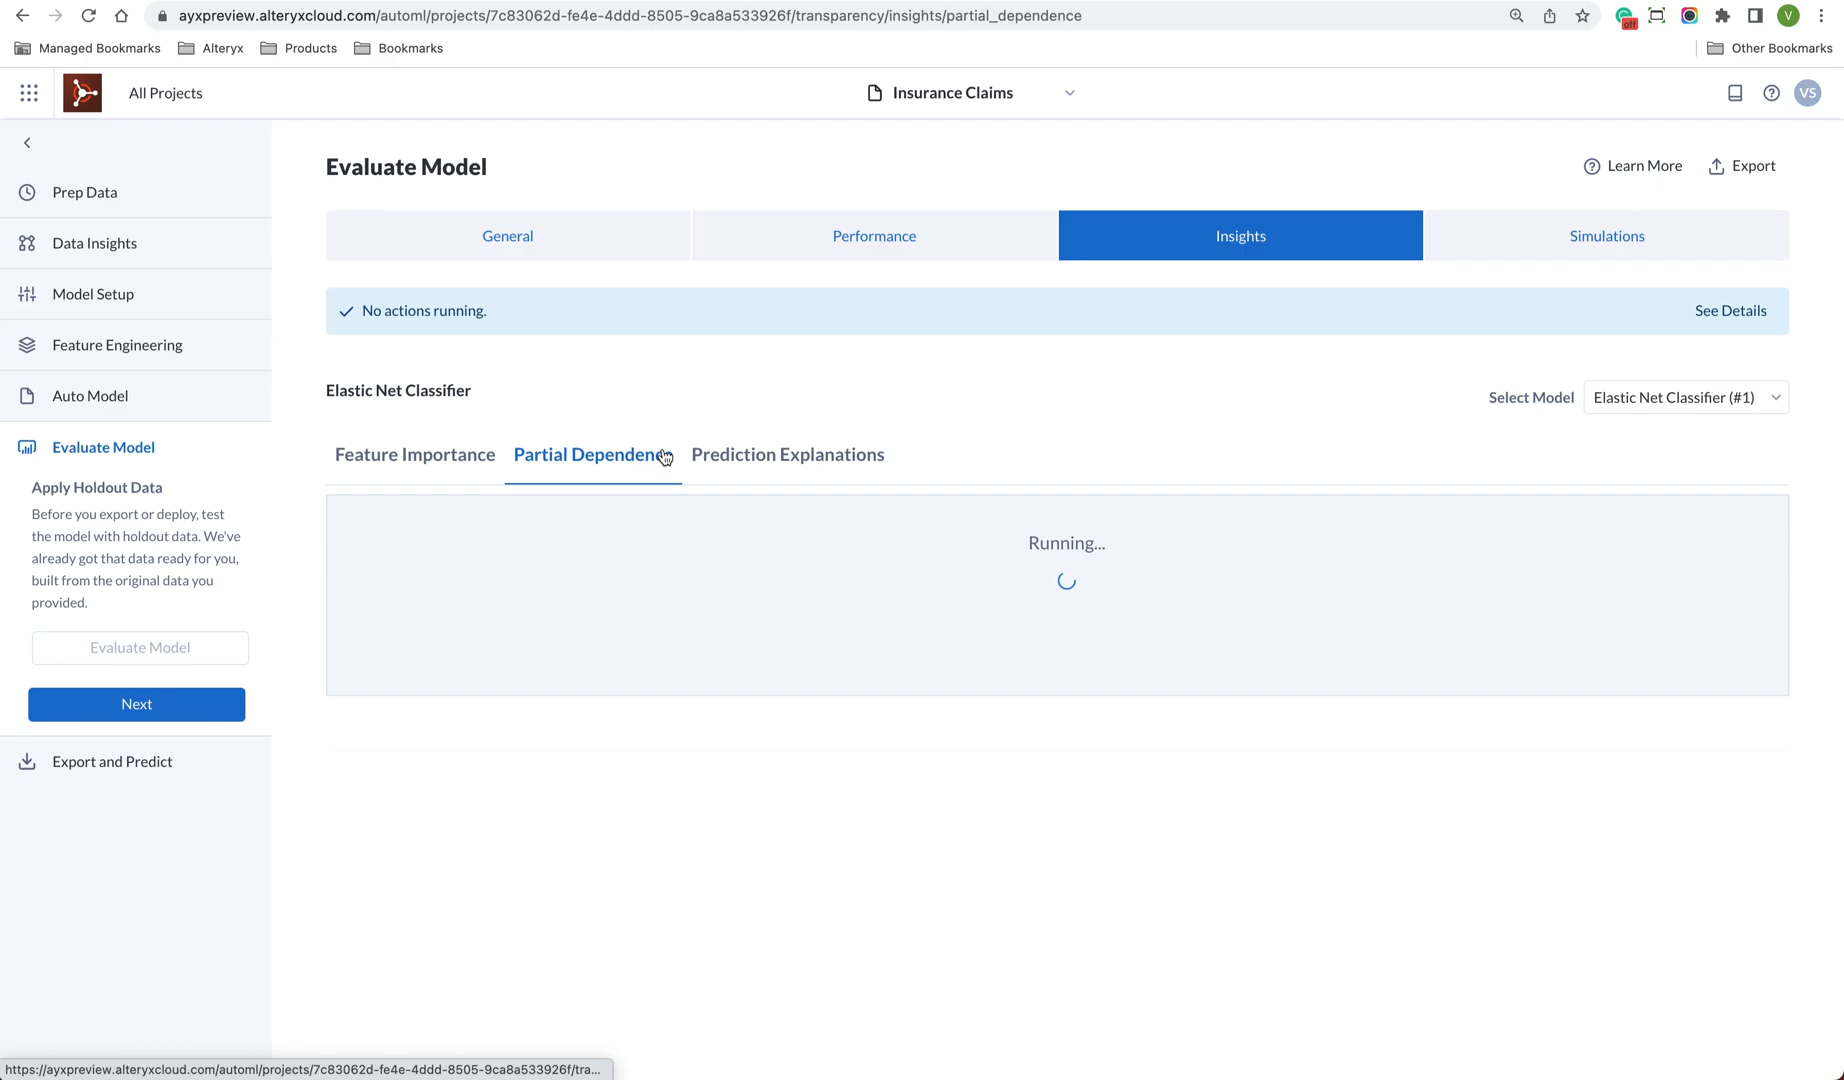 ayxpreview.alteryxcloud.com/automl/projects/7c83062d-fe4e-4ddd-8505-9ca8a533926f/transparency/insights/partial_dependence
off
V
Managed Bookmarks
Alteryx
Products
Bookmarks
Other Bookmarks
All Projects
Insurance Claims
VS
Prep Data
Data Insights
Model Setup
Feature Engineering
Auto Model
Evaluate Model
Apply Holdout Data
Before you export or deploy, test
the model with holdout data. We've
already got that data ready for you,
built from the original data you
provided.
Evaluate Model
Next
Export and Predict
Evaluate Model
Learn More
Export
General
Performance
Insights
Simulations
No actions running.
See Details
Elastic Net Classifier
Select Model
Elastic Net Classifier (#1)
Feature Importance
Partial Dependence
Prediction Explanations
Running...
https://ayxpreview.alteryxcloud.com/automl/projects/7c83062d-fe4e-4ddd-8505-9ca8a533926f/tra...